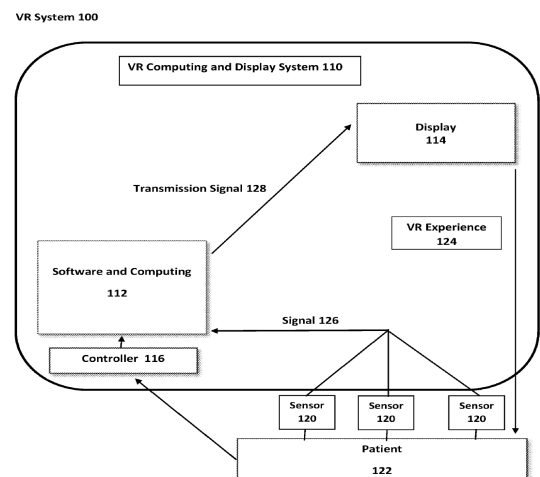 VR System 100
VR Computing and Display System 110
Display
114
Transmission Signal 128
VR Experience
124
Software and Computing
112
Signal 126
Controller 116
Sensor
120
Sensor
120
Sensor
120
Patient
122